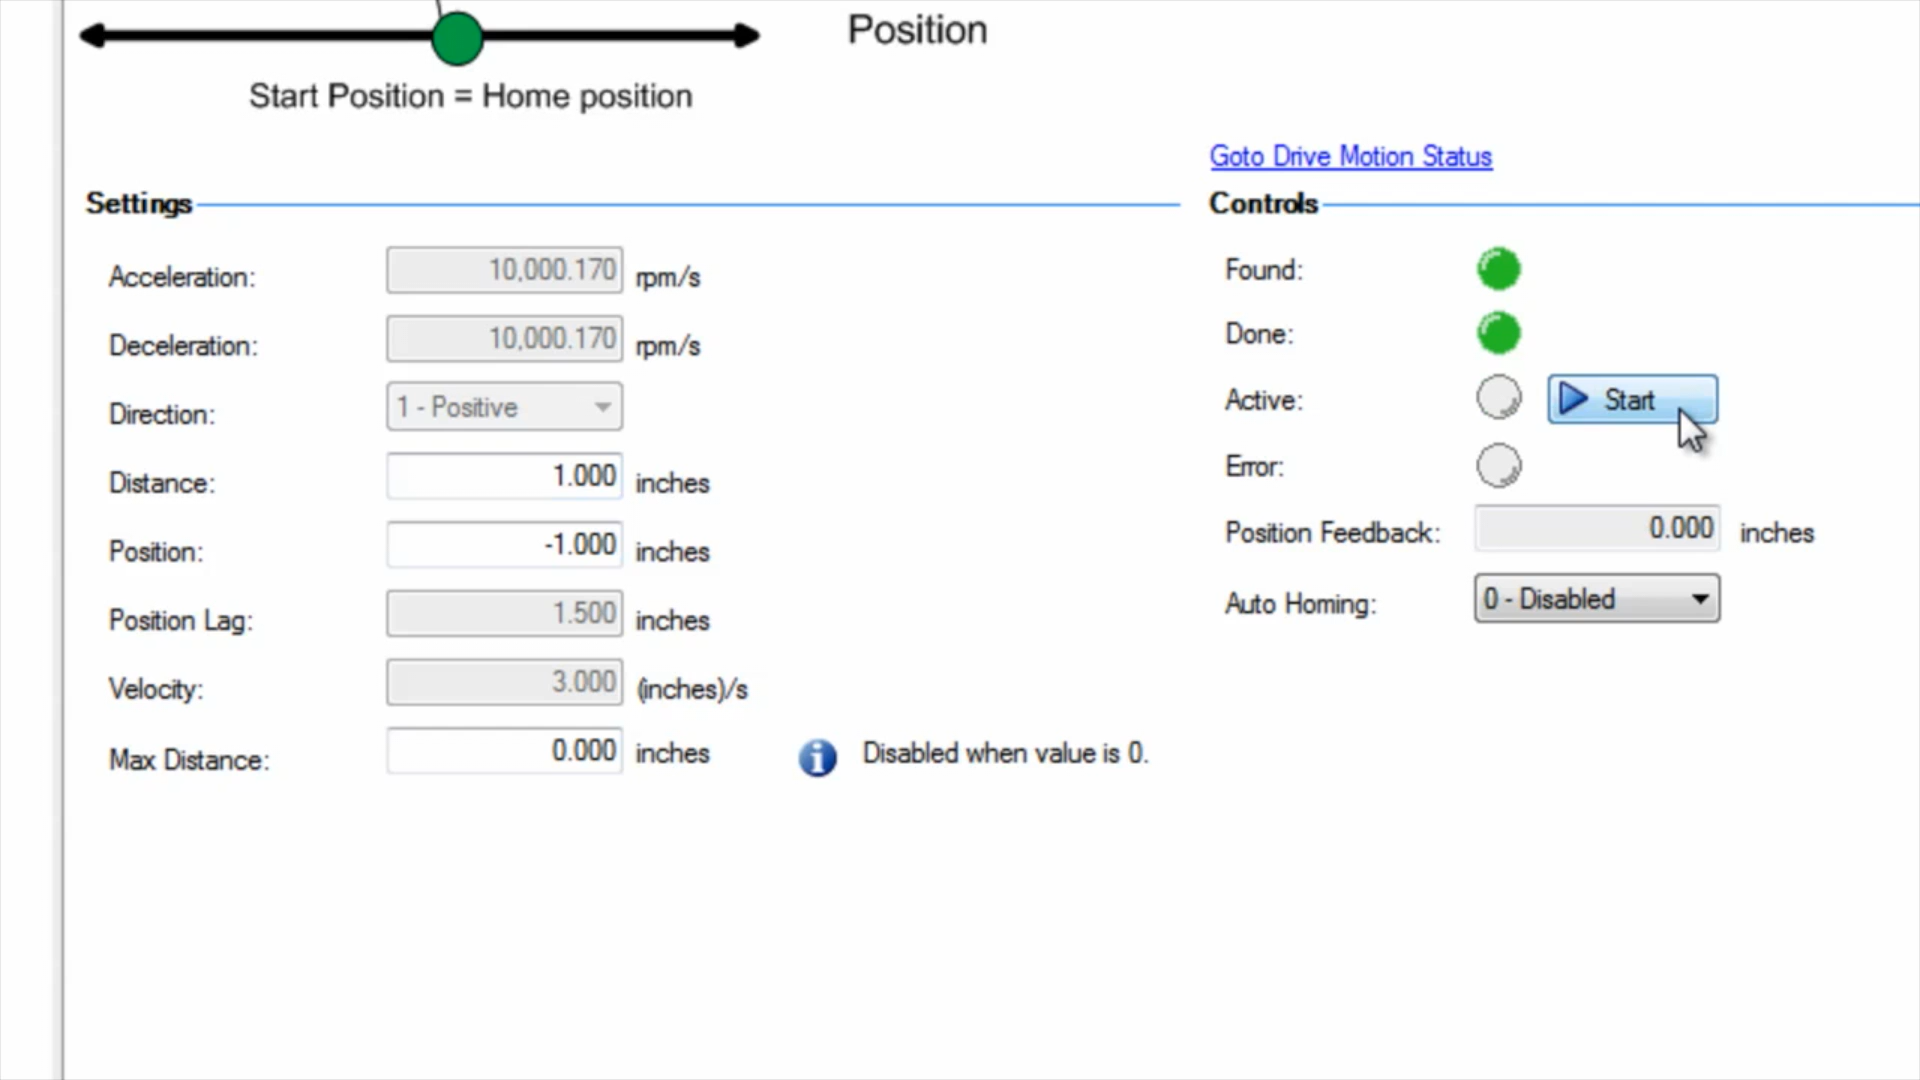 Position
Start Position = Home position
Goto Drive Motion Status
Settings
Controls
Acceleration: 10,000.170 rpm/s
Found:
Deceleration: 10,000.170 rpm/s
Done:
Direction: 1 - Positive
Active: Start
Distance: 1.000 inches
Error:
Position: -1.000 inches
Position Feedback: 0.000 inches
Position Lag: 1.500 inches
Auto Homing: 0 - Disabled
Velocity: 3.000 (inches)/s
Max Distance: 0.000 inches
Disabled when value is 0.